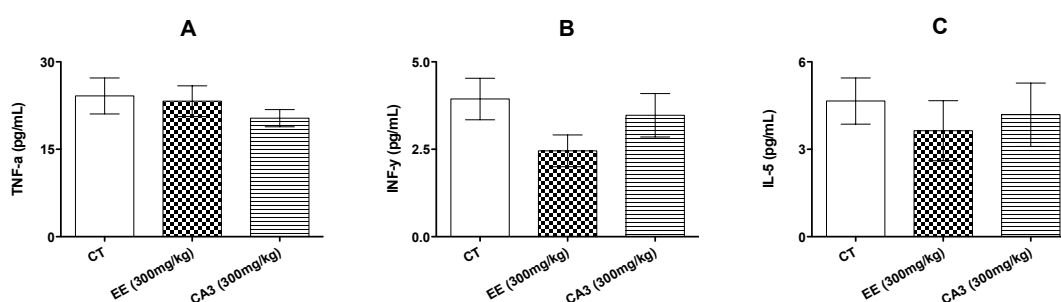 A
30
15
0
TNF-a (pg/mL)
CT
EE (300mg/kg)
CA3 (300mg/kg)
B
5.0
2.5
0.0
INF-y (pg/mL)
CT
EE (300mg/kg)
CA3 (300mg/kg)
C
6
3
0
IL-5 (pg/mL)
CT
EE (300mg/kg)
CA3 (300mg/kg)